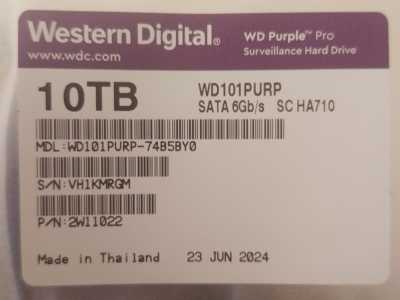 Western Digital.
WD Purple™ Pro
www.wdc.com
Surveillance Hard Drive
10TB
WD101PURP
SATA 6Gb/s SC HA710
MDL:WD101PURP-74B5BY0
S/N:VH1KMRGM
P/N:2W11022
Made in Thailand 23 JUN 2024